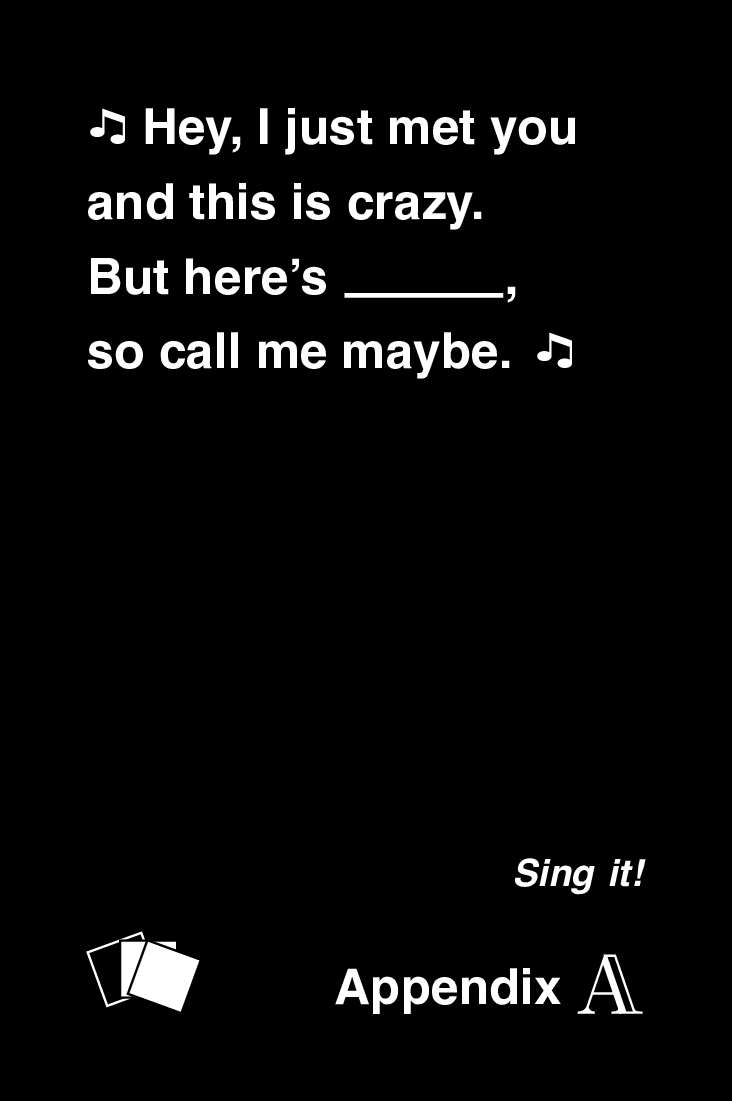 ♫ Hey, I just met you
and this is crazy.
But here’s ______,
so call me maybe. ♫
Sing it!
Appendix 𝔸